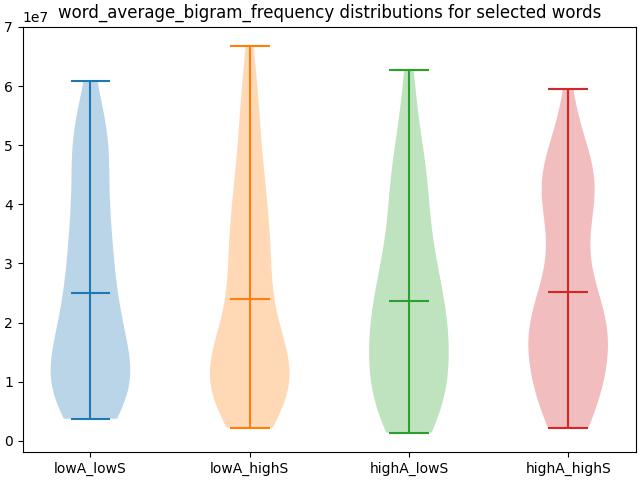 word_average_bigram_frequency distributions for selected words
1e7
7
6
5
4
3
2
1
0
lowA_lowS
lowA_highS
highA_lowS
highA_highS